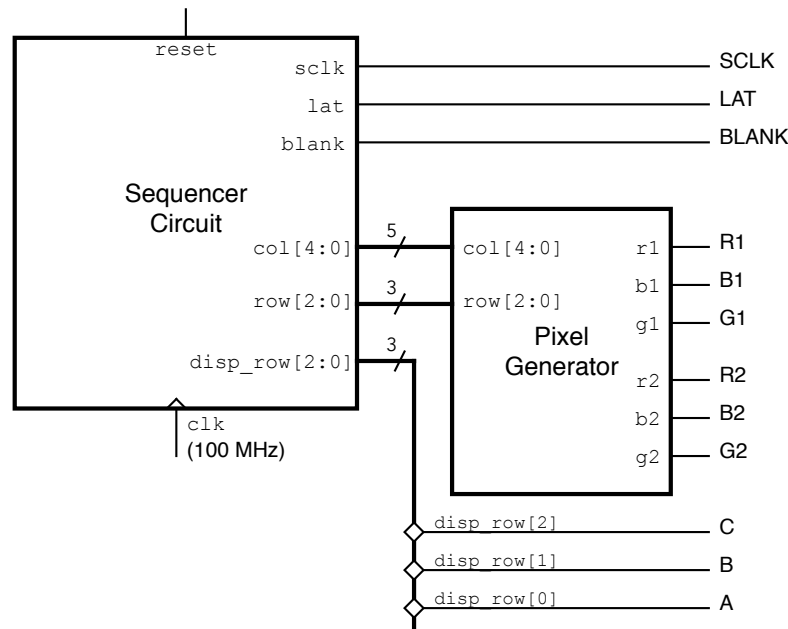 reset
sclk
SCLK
lat
LAT
blank
BLANK
Sequencer
Circuit
col[4:0]
5
col[4:0]
r1
R1
b1
B1
row[2:0]
3
row[2:0]
g1
G1
Pixel
Generator
disp_row[2:0]
3
r2
R2
b2
B2
g2
G2
clk
(100 MHz)
disp_row[2]
C
disp_row[1]
B
disp_row[0]
A